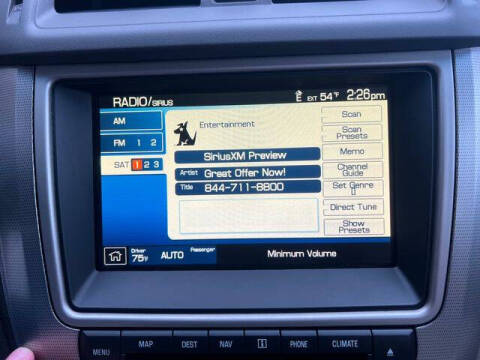 RADIO/SIRIUS
E EXT 54°F 2:26pm
AM
FM 1 2
SAT 1 2 3
Entertainment
SiriusXM Preview
Artist Great Offer Now!
Title 844-711-8800
Scan
Scan Presets
Memo
Channel Guide
Set Genre
Direct Tune
Show Presets
Driver 75°F AUTO Passenger
Minimum Volume
MENU MAP DEST NAV i PHONE CLIMATE